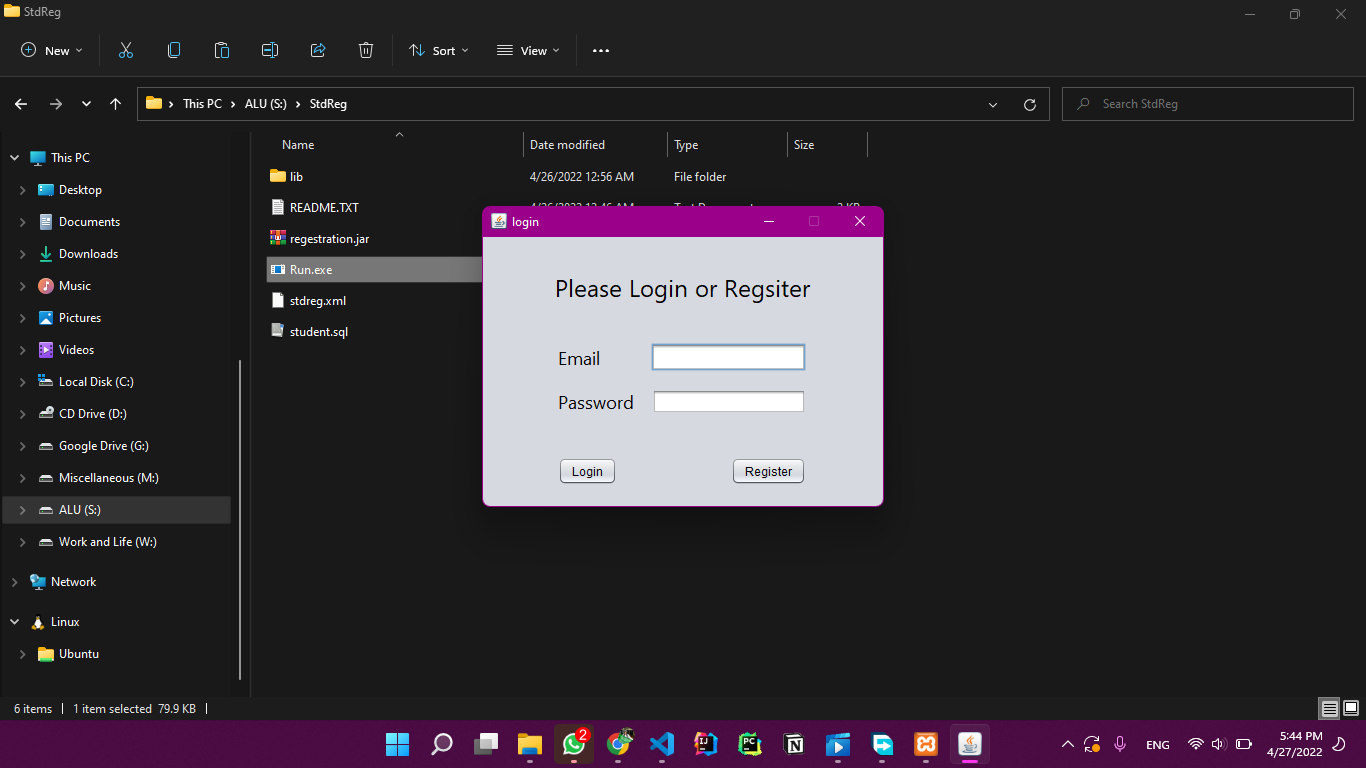 StdReg
New
Sort
View
This PC > ALU (S:) > StdReg
Search StdReg
This PC
Desktop
Documents
Downloads
Music
Pictures
Videos
Local Disk (C:)
CD Drive (D:)
Google Drive (G:)
Miscellaneous (M:)
ALU (S:)
Work and Life (W:)
Network
Linux
Ubuntu
Name Date modified Type Size
lib 4/26/2022 12:56 AM File folder
README.TXT
regestration.jar
Run.exe
stdreg.xml
student.sql
login
Please Login or Regsiter
Email
Password
Login Register
6 items 1 item selected 79.9 KB
2
ENG
5:44 PM
4/27/2022